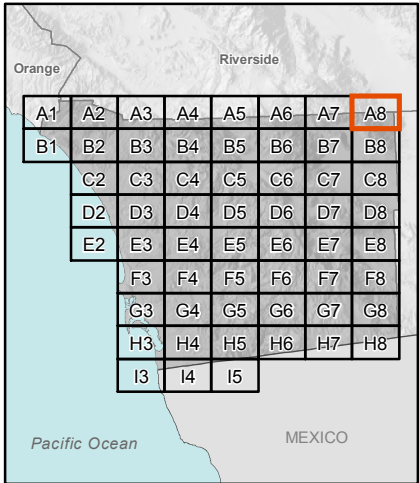 Riverside
Orange
A1 A2 A3 A4 A5 A6 A7 A8
B1 B2 B3 B4 B5 B6 B7 B8
C2 C3 C4 C5 C6 C7 C8
D2 D3 D4 D5 D6 D7 D8
E2 E3 E4 E5 E6 E7 E8
F3 F4 F5 F6 F7 F8
G3 G4 G5 G6 G7 G8
H3 H4 H5 H6 H7 H8
I3 I4 I5
Pacific Ocean
MEXICO